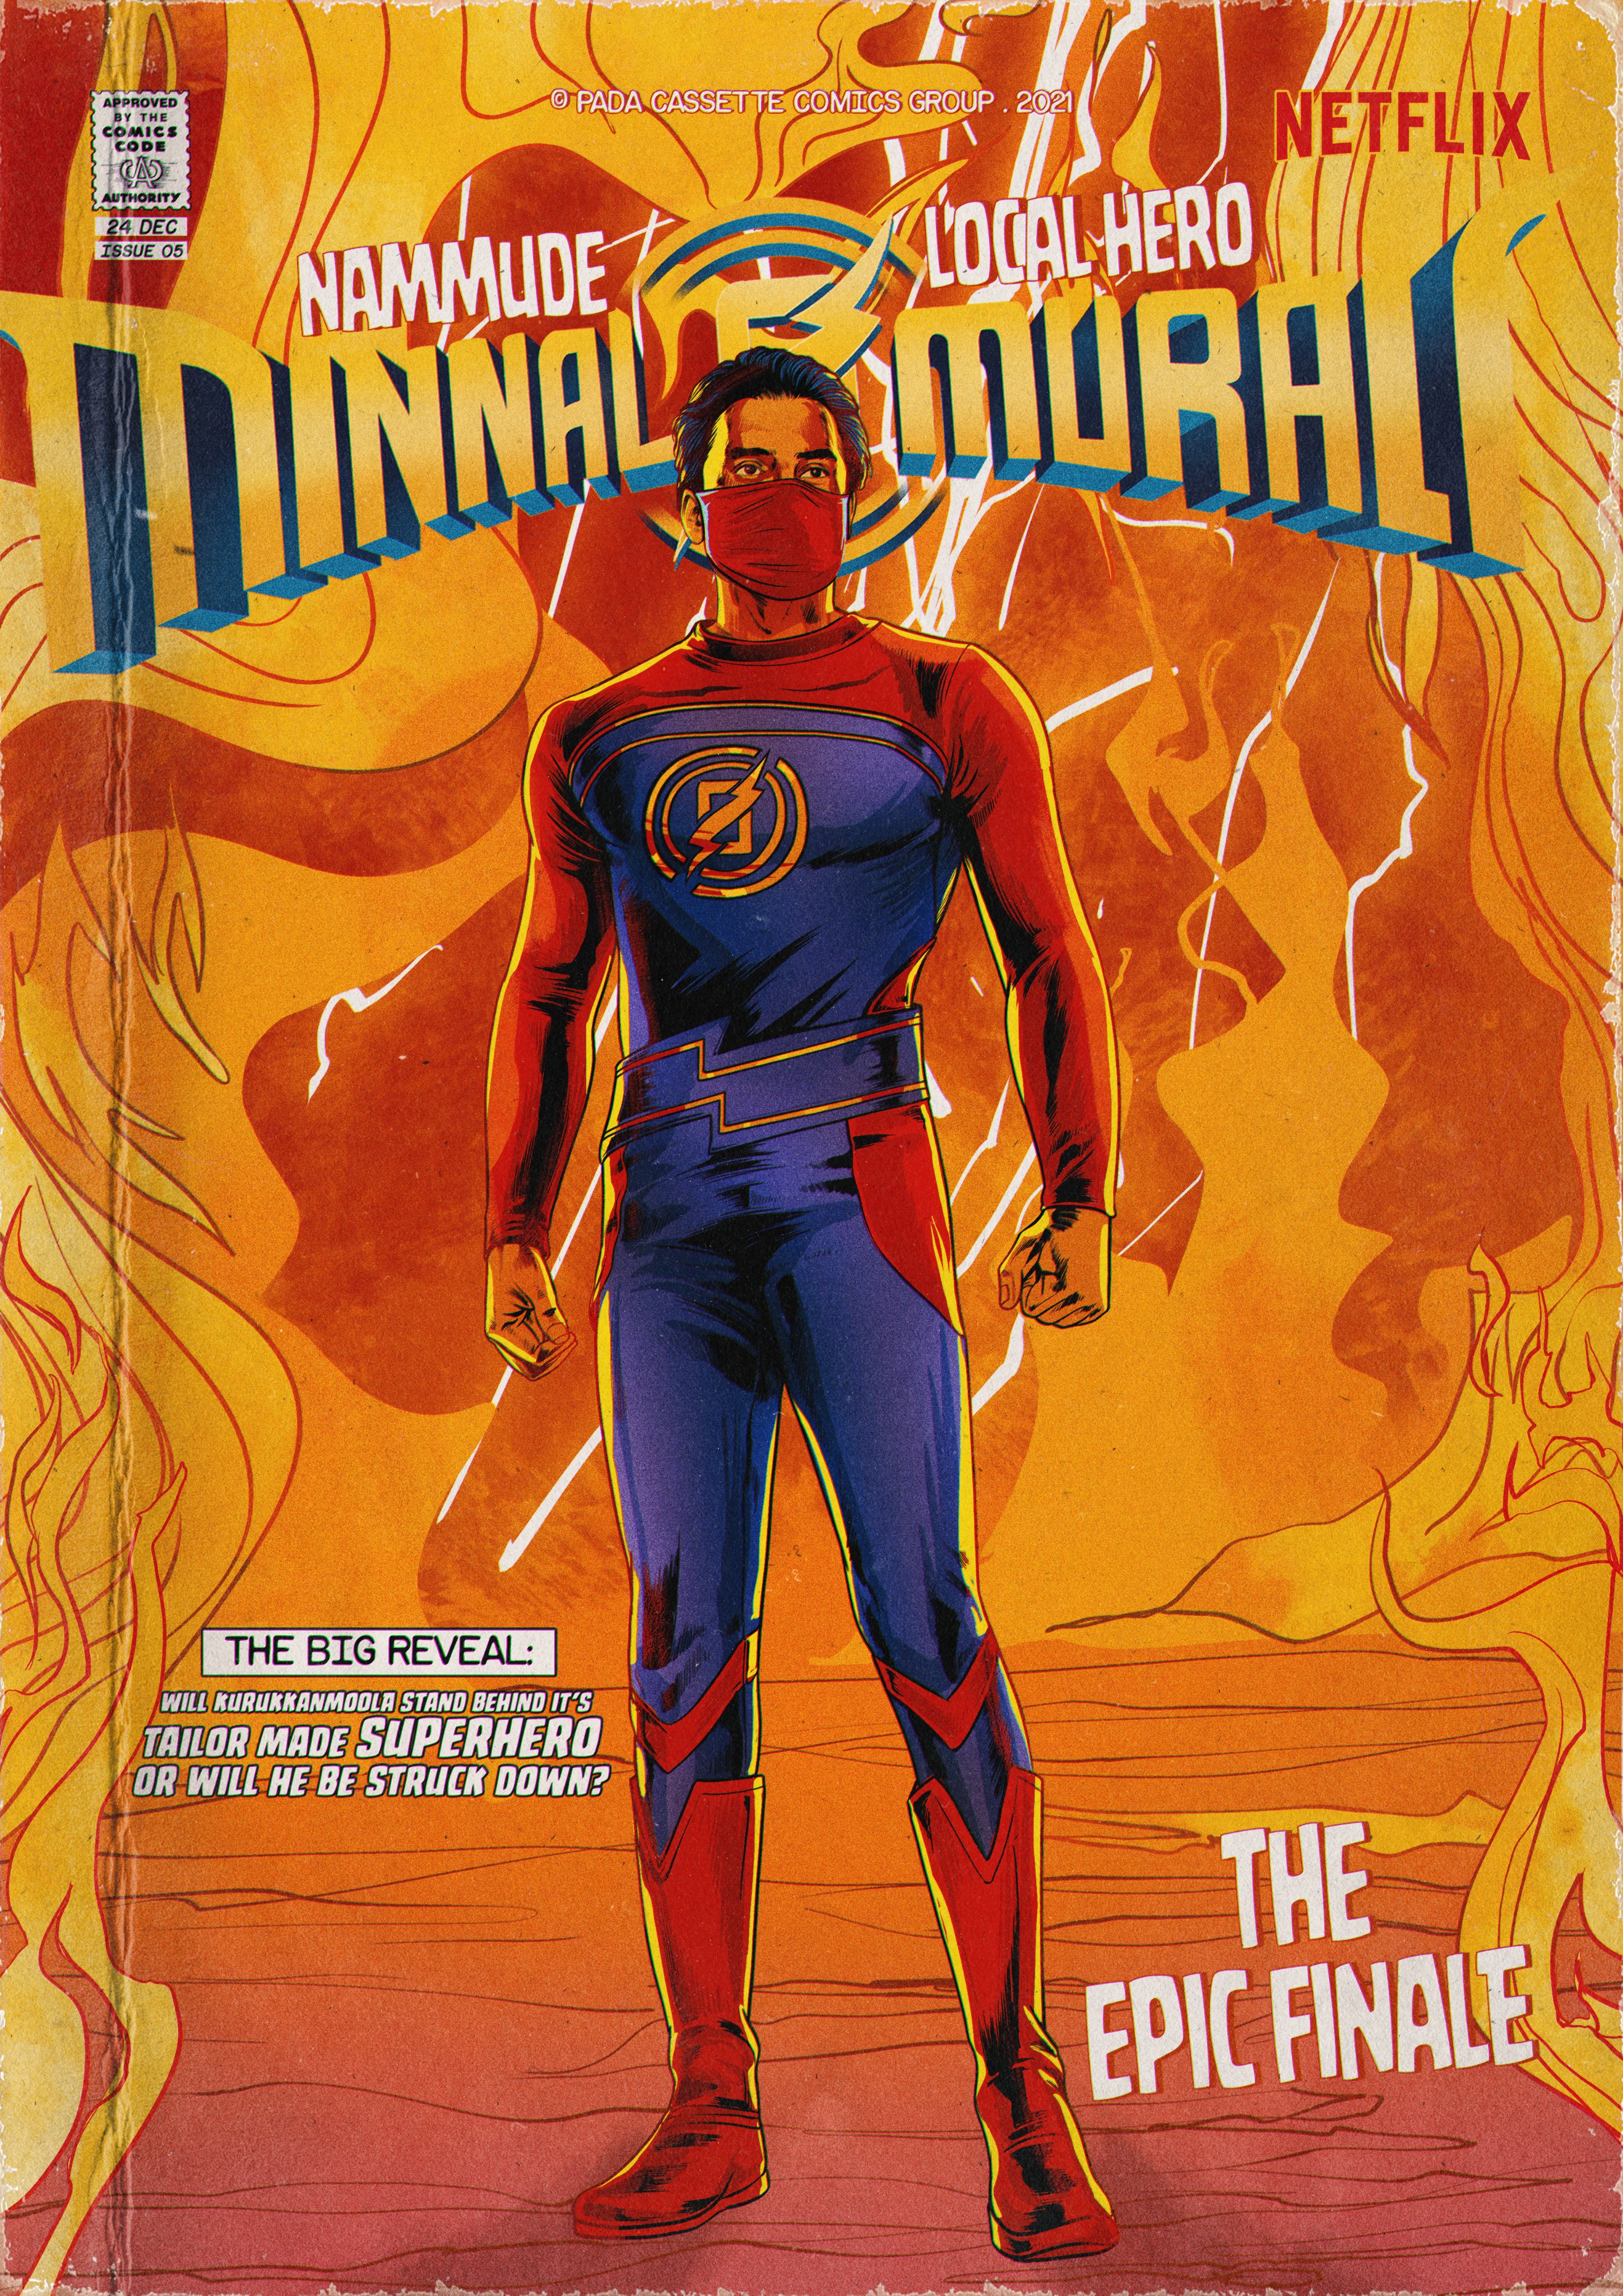 © PADA CASSETTE COMICS GROUP . 2021
APPROVED
BY THE
COMICS
CODE
CA
AUTHORITY
24 DEC
ISSUE 05
NETFLIX
NAMMUDE
LOCAL HERO
MINNAL MURALI
THE BIG REVEAL:
WILL KURUKKANMOOLA STAND BEHIND IT'S
TAILOR MADE SUPERHERO
OR WILL HE BE STRUCK DOWN?
THE
EPIC FINALE